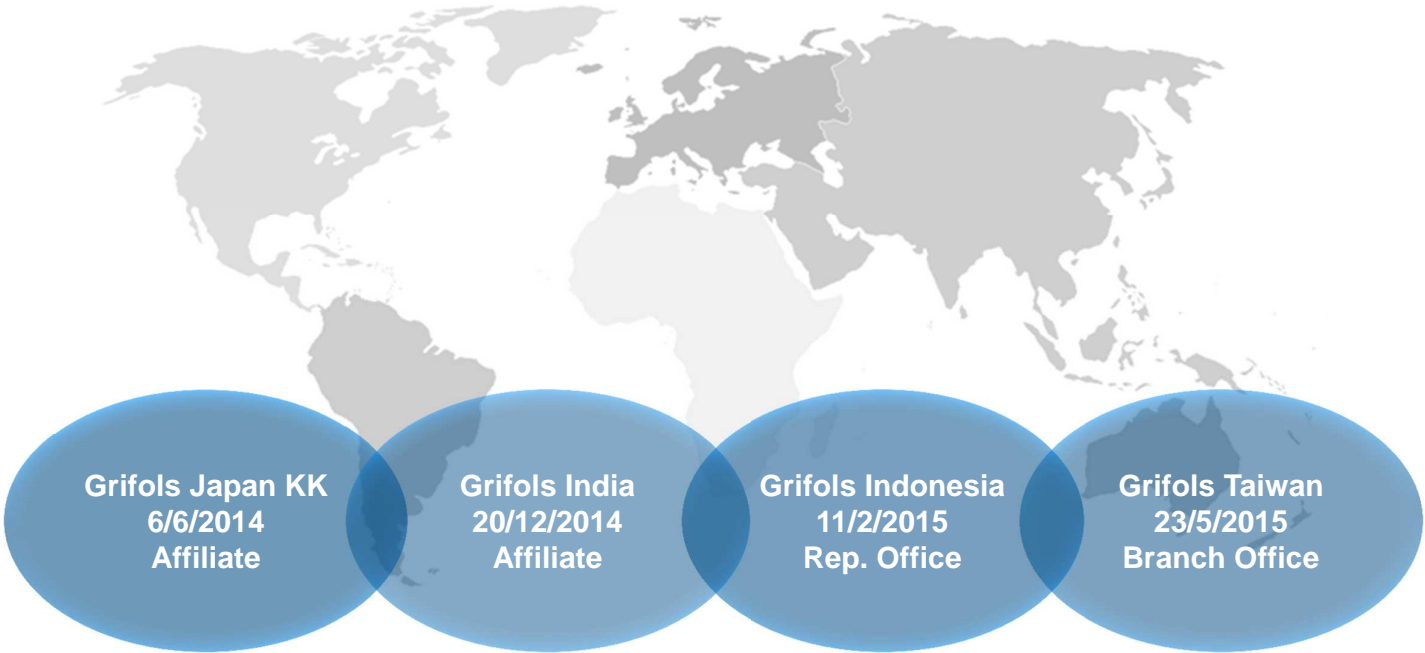 Grifols Japan KK
6/6/2014
Affiliate
Grifols India
20/12/2014
Affiliate
Grifols Indonesia
11/2/2015
Rep. Office
Grifols Taiwan
23/5/2015
Branch Office